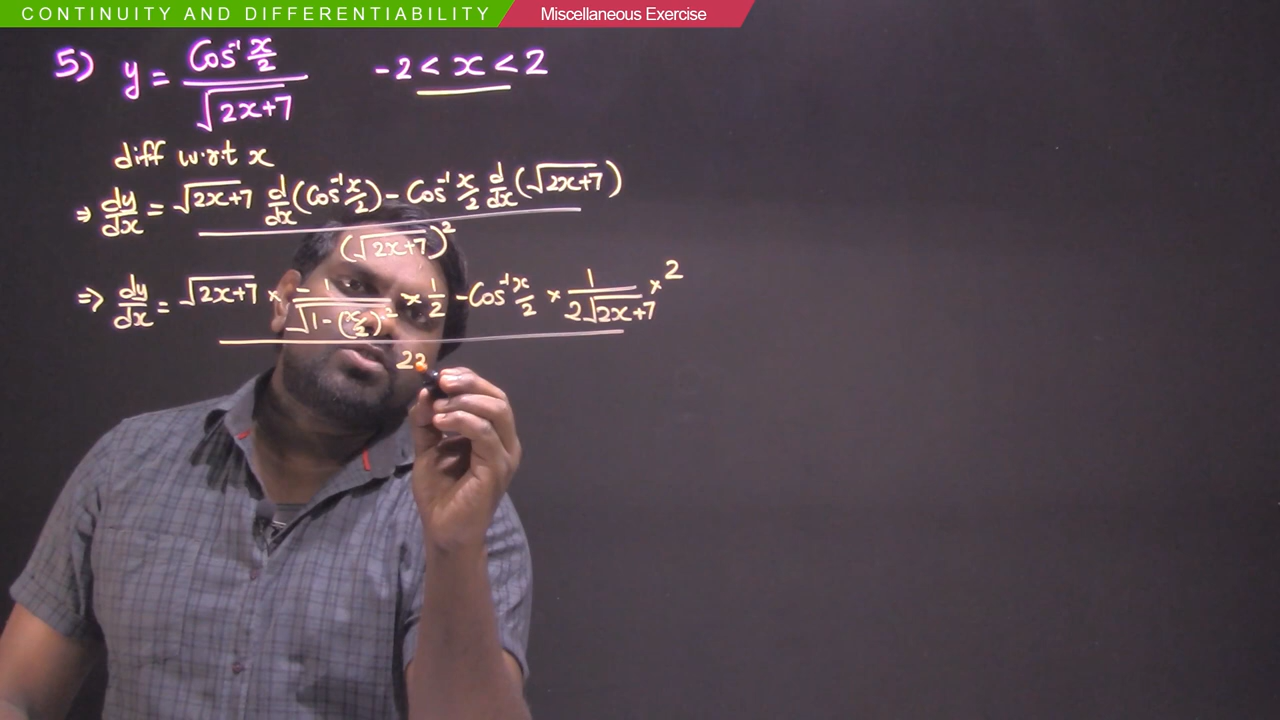 CONTINUITY AND DIFFERENTIABILITY
Miscellaneous Exercise
5) y = Cos⁻¹ x/2 / √(2x+7)    -2 < x < 2
diff w.r.t x
⇒ dy/dx = √(2x+7) d/dx (Cos⁻¹ x/2) - Cos⁻¹ x/2 d/dx (√(2x+7)) / (√(2x+7))²
⇒ dy/dx = √(2x+7) × -1/√(1-(x/2)²) × 1/2 - Cos⁻¹ x/2 × 1/(2√(2x+7)) × 2 / 2x